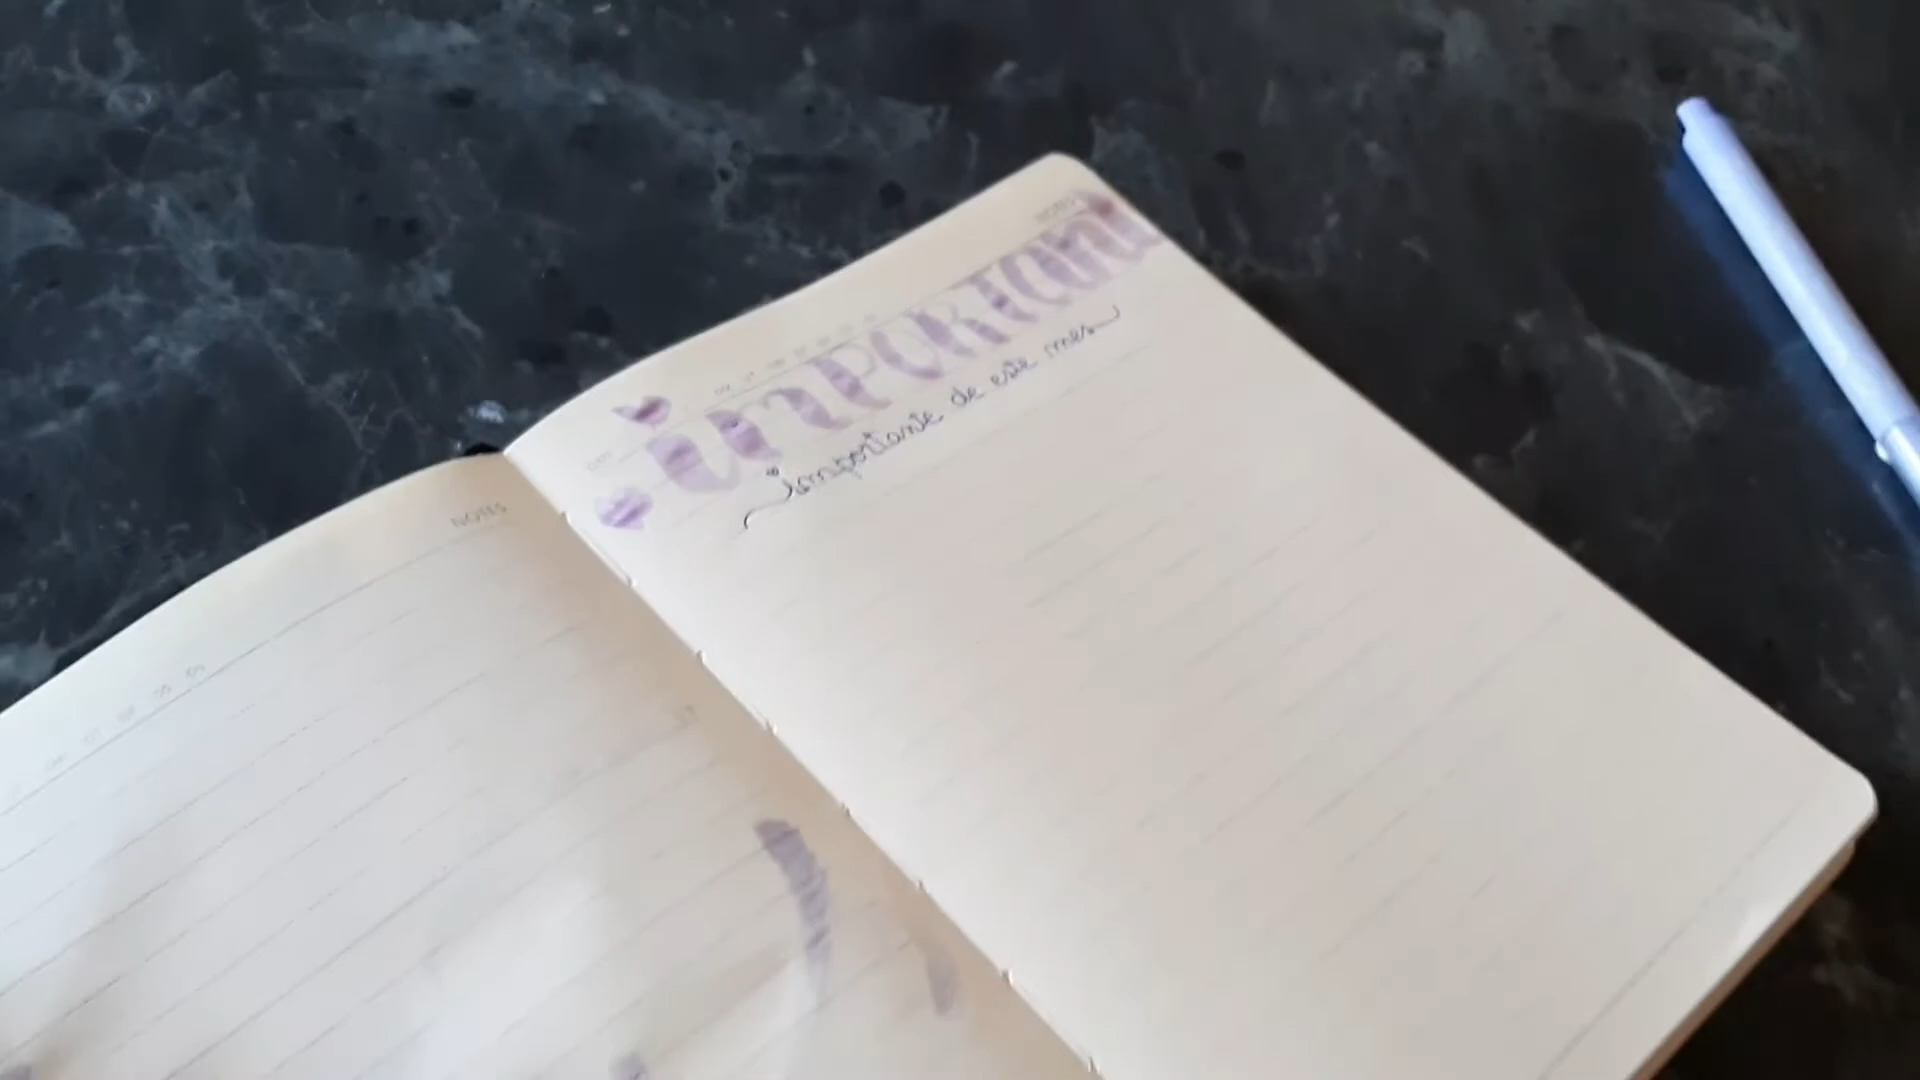 NOTES
NOTES
imPORTanT
importante de este mes